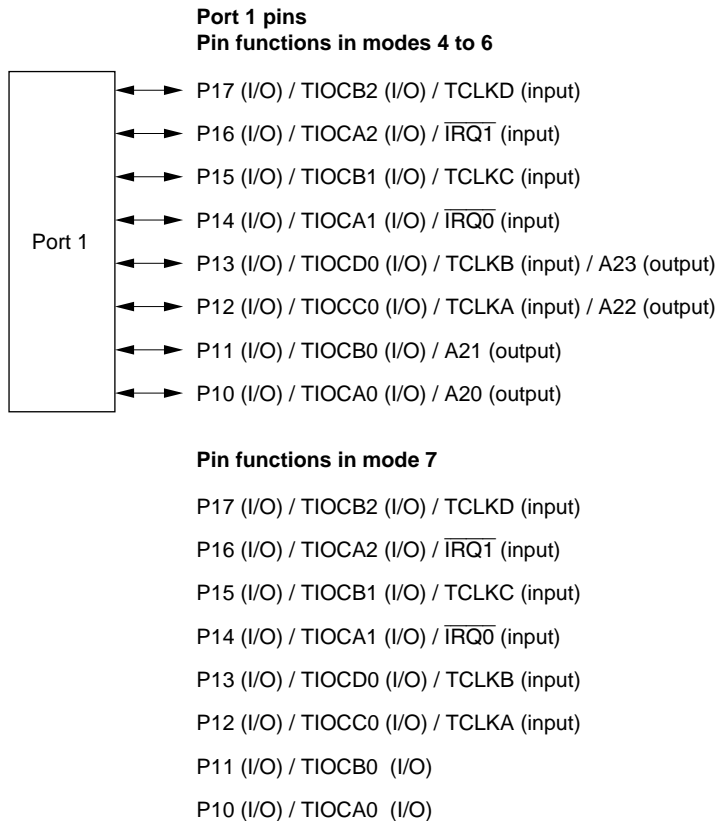 Port 1 pins
Pin functions in modes 4 to 6
Port 1
P17 (I/O) / TIOCB2 (I/O) / TCLKD (input)
P16 (I/O) / TIOCA2 (I/O) / I̅R̅Q̅1̅ (input)
P15 (I/O) / TIOCB1 (I/O) / TCLKC (input)
P14 (I/O) / TIOCA1 (I/O) / I̅R̅Q̅0̅ (input)
P13 (I/O) / TIOCD0 (I/O) / TCLKB (input) / A23 (output)
P12 (I/O) / TIOCC0 (I/O) / TCLKA (input) / A22 (output)
P11 (I/O) / TIOCB0 (I/O) / A21 (output)
P10 (I/O) / TIOCA0 (I/O) / A20 (output)
Pin functions in mode 7
P17 (I/O) / TIOCB2 (I/O) / TCLKD (input)
P16 (I/O) / TIOCA2 (I/O) / I̅R̅Q̅1̅ (input)
P15 (I/O) / TIOCB1 (I/O) / TCLKC (input)
P14 (I/O) / TIOCA1 (I/O) / I̅R̅Q̅0̅ (input)
P13 (I/O) / TIOCD0 (I/O) / TCLKB (input)
P12 (I/O) / TIOCC0 (I/O) / TCLKA (input)
P11 (I/O) / TIOCB0 (I/O)
P10 (I/O) / TIOCA0 (I/O)